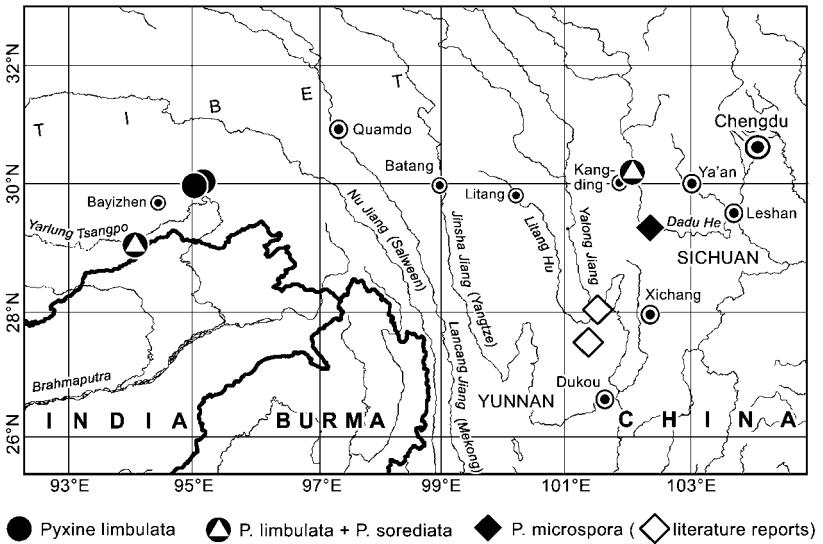 32°N
30°N
28°N
26°N
T I B E T
Quamdo
Chengdu
Batang
Kang-
ding
Ya'an
Bayizhen
Litang
Leshan
Yarlung Tsangpo
Nu Jiang (Salween)
Jinsha Jiang (Yangtze)
Litang Hu
Yalong Jiang
Dadu He
SICHUAN
Xichang
Lancang Jiang (Mekong)
Brahmaputra
Dukou
YUNNAN
I N D I A
BURMA
C H I N A
93°E 95°E 97°E 99°E 101°E 103°E
Pyxine limbulata P. limbulata + P. sorediata P. microspora ( literature reports)